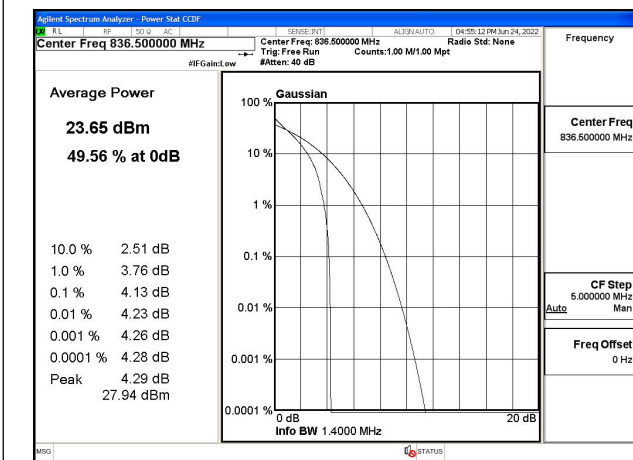 Agilent Spectrum Analyzer - Power Stat CCDF
RL RF 50 Ω AC SENSE:INT ALIGN AUTO 04:55:12 PM Jun 24, 2022
Center Freq 836.500000 MHz
Center Freq: 836.500000 MHz Radio Std: None
Trig: Free Run Counts:1.00 M/1.00 Mpt
#IFGain:Low #Atten: 40 dB
Frequency
Average Power
23.65 dBm
49.56 % at 0dB
10.0 % 2.51 dB
1.0 % 3.76 dB
0.1 % 4.13 dB
0.01 % 4.23 dB
0.001 % 4.26 dB
0.0001 % 4.28 dB
Peak 4.29 dB
27.94 dBm
Gaussian
100 %
10 %
1 %
0.1 %
0.01 %
0.001 %
0.0001 %
0 dB 20 dB
Info BW 1.4000 MHz
Center Freq
836.500000 MHz
CF Step
5.000000 MHz
Auto Man
Freq Offset
0 Hz
MSG STATUS